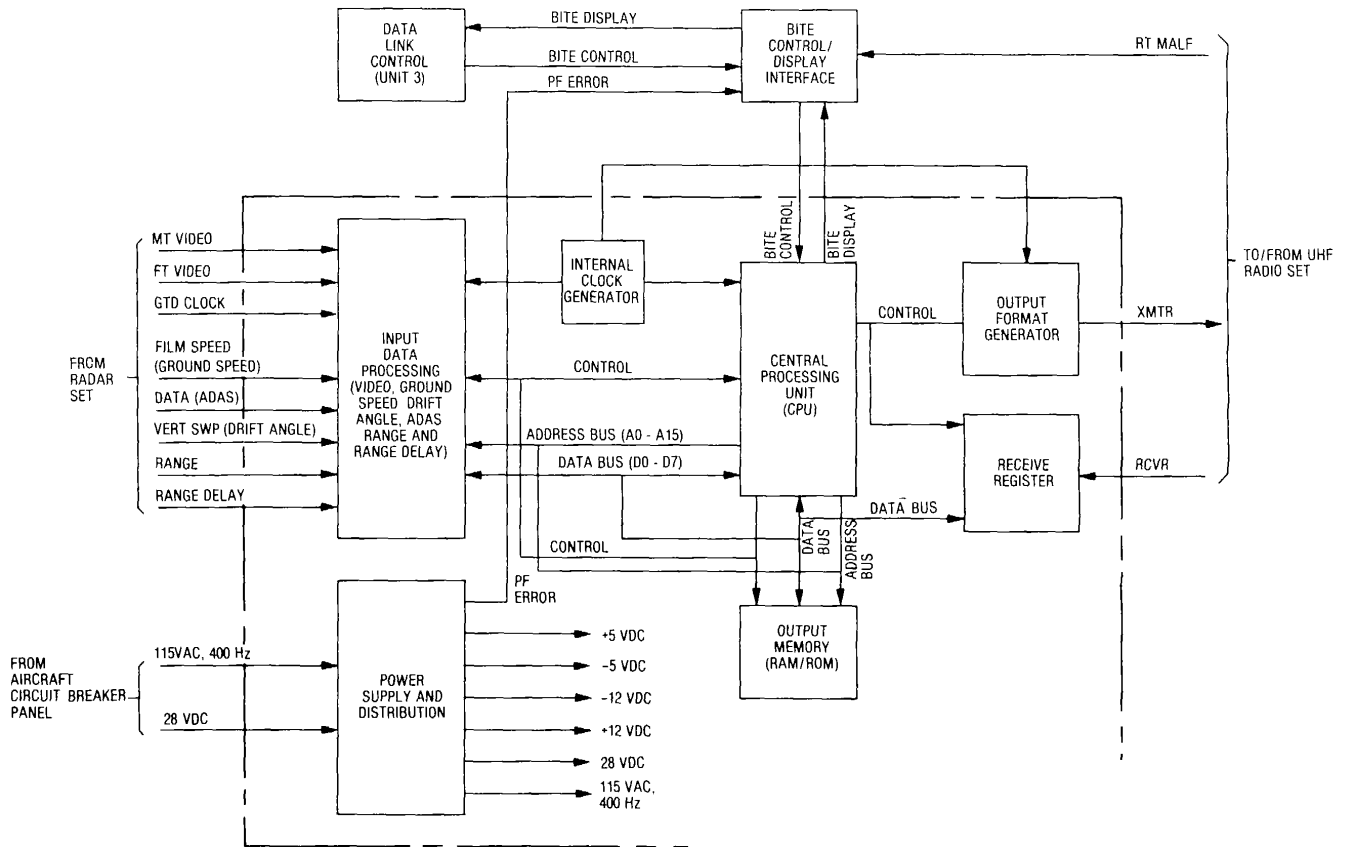 DATA
LINK
CONTROL
(UNIT 3)
BITE DISPLAY
BITE CONTROL
PF ERROR
BITE
CONTROL/
DISPLAY
INTERFACE
RT MALF
TO/FROM UHF
RADIO SET
FROM
RADAR
SET
MT VIDEO
FT VIDEO
GTD CLOCK
FILM SPEED
(GROUND SPEED)
DATA (ADAS)
VERT SWP (DRIFT ANGLE)
RANGE
RANGE DELAY
INPUT
DATA
PROCESSING
(VIDEO, GROUND
SPEED DRIFT
ANGLE, ADAS
RANGE AND
RANGE DELAY)
INTERNAL
CLOCK
GENERATOR
BITE
CONTROL
BITE
DISPLAY
CONTROL
ADDRESS BUS (A0 - A15)
DATA BUS (D0 - D7)
CENTRAL
PROCESSING
UNIT
(CPU)
CONTROL
OUTPUT
FORMAT
GENERATOR
XMTR
RECEIVE
REGISTER
RCVR
DATA BUS
CONTROL
DATA
BUS
ADDRESS
BUS
OUTPUT
MEMORY
(RAM/ROM)
PF
ERROR
FROM
AIRCRAFT
CIRCUIT BREAKER
PANEL
115VAC, 400 Hz
28 VDC
POWER
SUPPLY AND
DISTRIBUTION
+5 VDC
-5 VDC
-12 VDC
+12 VDC
28 VDC
115 VAC,
400 Hz